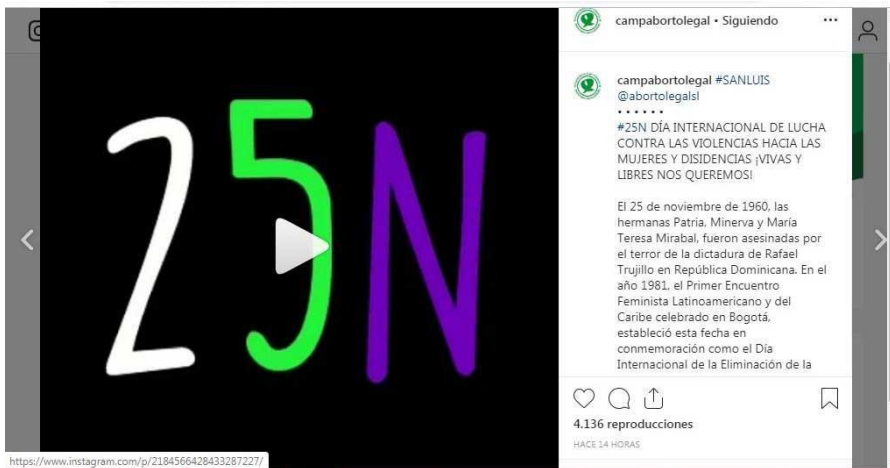 25N
campabortolegal • Siguiendo
campabortolegal #SANLUIS
@abortolegalsl
• • • • • •
#25N DÍA INTERNACIONAL DE LUCHA
CONTRA LAS VIOLENCIAS HACIA LAS
MUJERES Y DISIDENCIAS ¡VIVAS Y
LIBRES NOS QUEREMOS!
El 25 de noviembre de 1960, las
hermanas Patria, Minerva y María
Teresa Mirabal, fueron asesinadas por
el terror de la dictadura de Rafael
Trujillo en República Dominicana. En el
año 1981, el Primer Encuentro
Feminista Latinoamericano y del
Caribe celebrado en Bogotá,
estableció esta fecha en
conmemoración como el Día
Internacional de la Eliminación de la
4.136 reproducciones
HACE 14 HORAS
https://www.instagram.com/p/2184566428433287227/